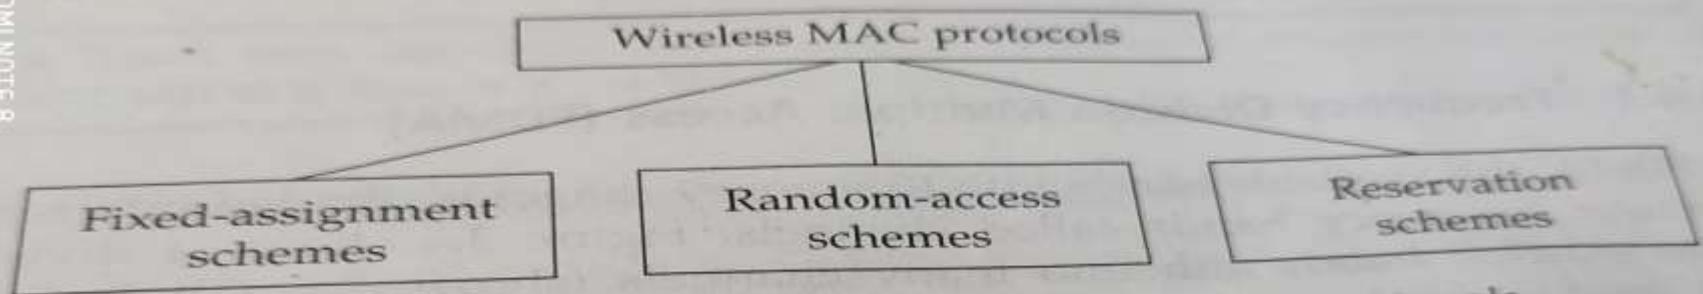 Wireless MAC protocols
Fixed-assignment
schemes
Random-access
schemes
Reservation
schemes